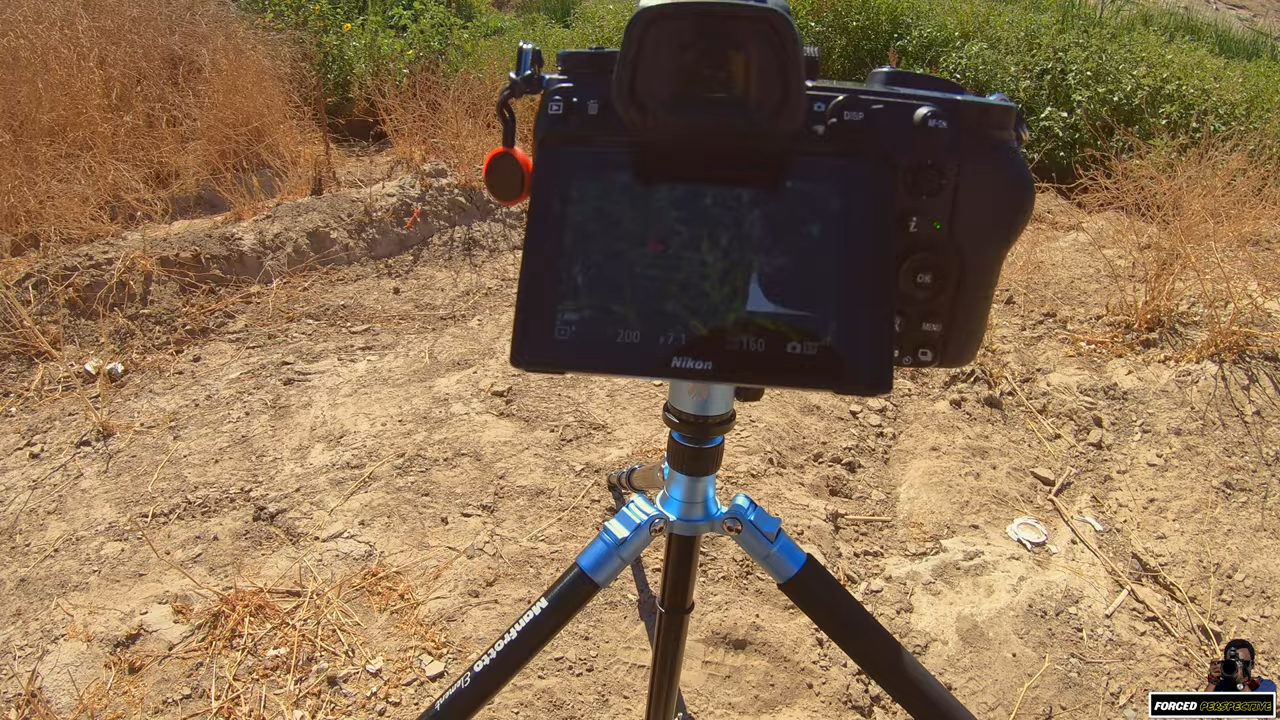 DISP
AF-ON
i
OK
MENU
200
F7.1
160
Nikon
Manfrotto
Element
FORCED PERSPECTIVE